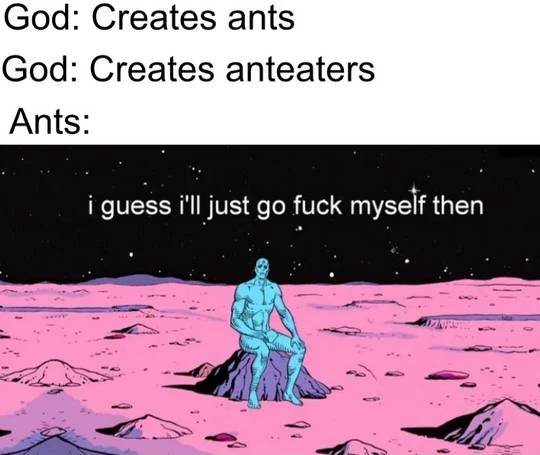 God: Creates ants
God: Creates anteaters
Ants:
i guess i'll just go fuck myself then